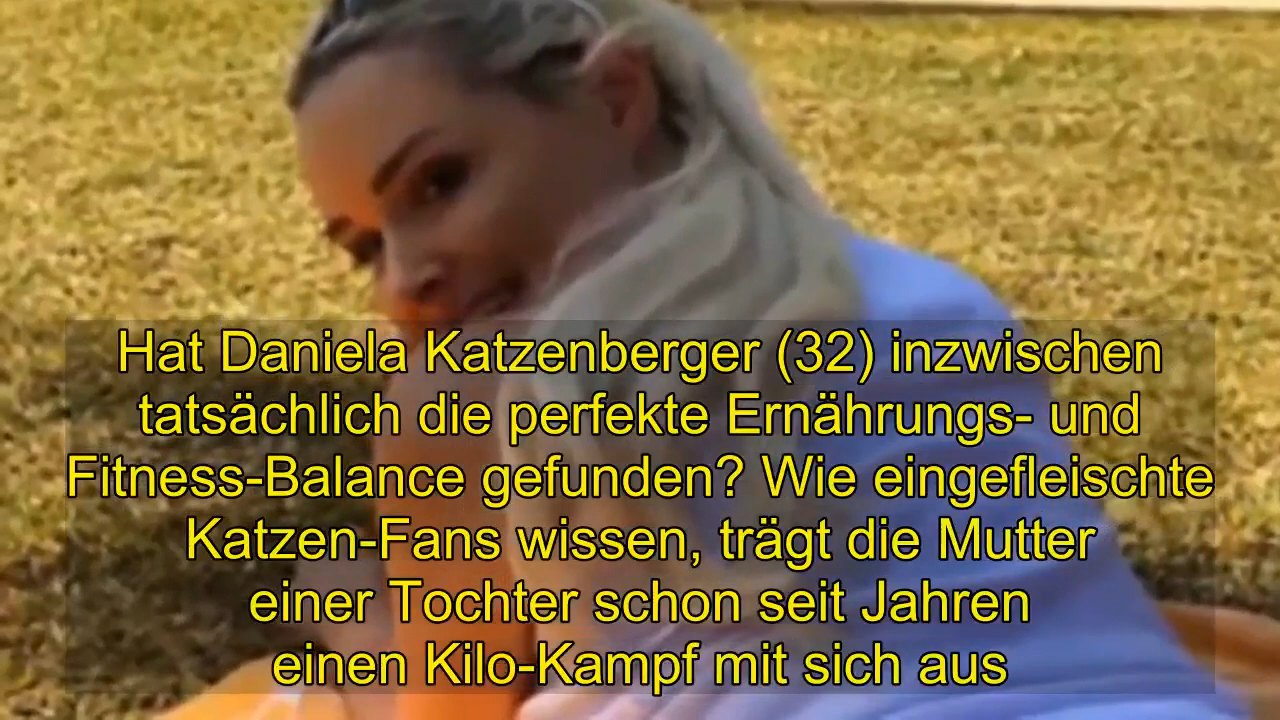 Hat Daniela Katzenberger (32) inzwischen
tatsächlich die perfekte Ernährungs- und
Fitness-Balance gefunden? Wie eingefleischte
Katzen-Fans wissen, trägt die Mutter
einer Tochter schon seit Jahren
einen Kilo-Kampf mit sich aus